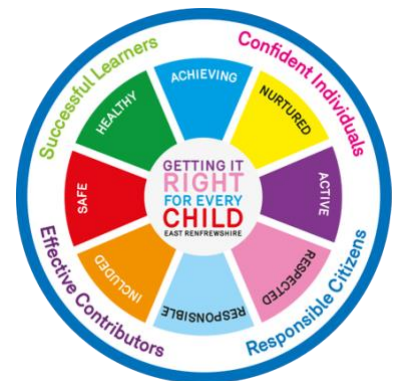 Successful Learners
Confident Individuals
ACHIEVING
NURTURED
ACTIVE
RESPECTED
RESPONSIBLE
INCLUDED
SAFE
HEALTHY
GETTING IT
RIGHT
FOR EVERY
CHILD
EAST RENFREWSHIRE
Effective Contributors
Responsible Citizens